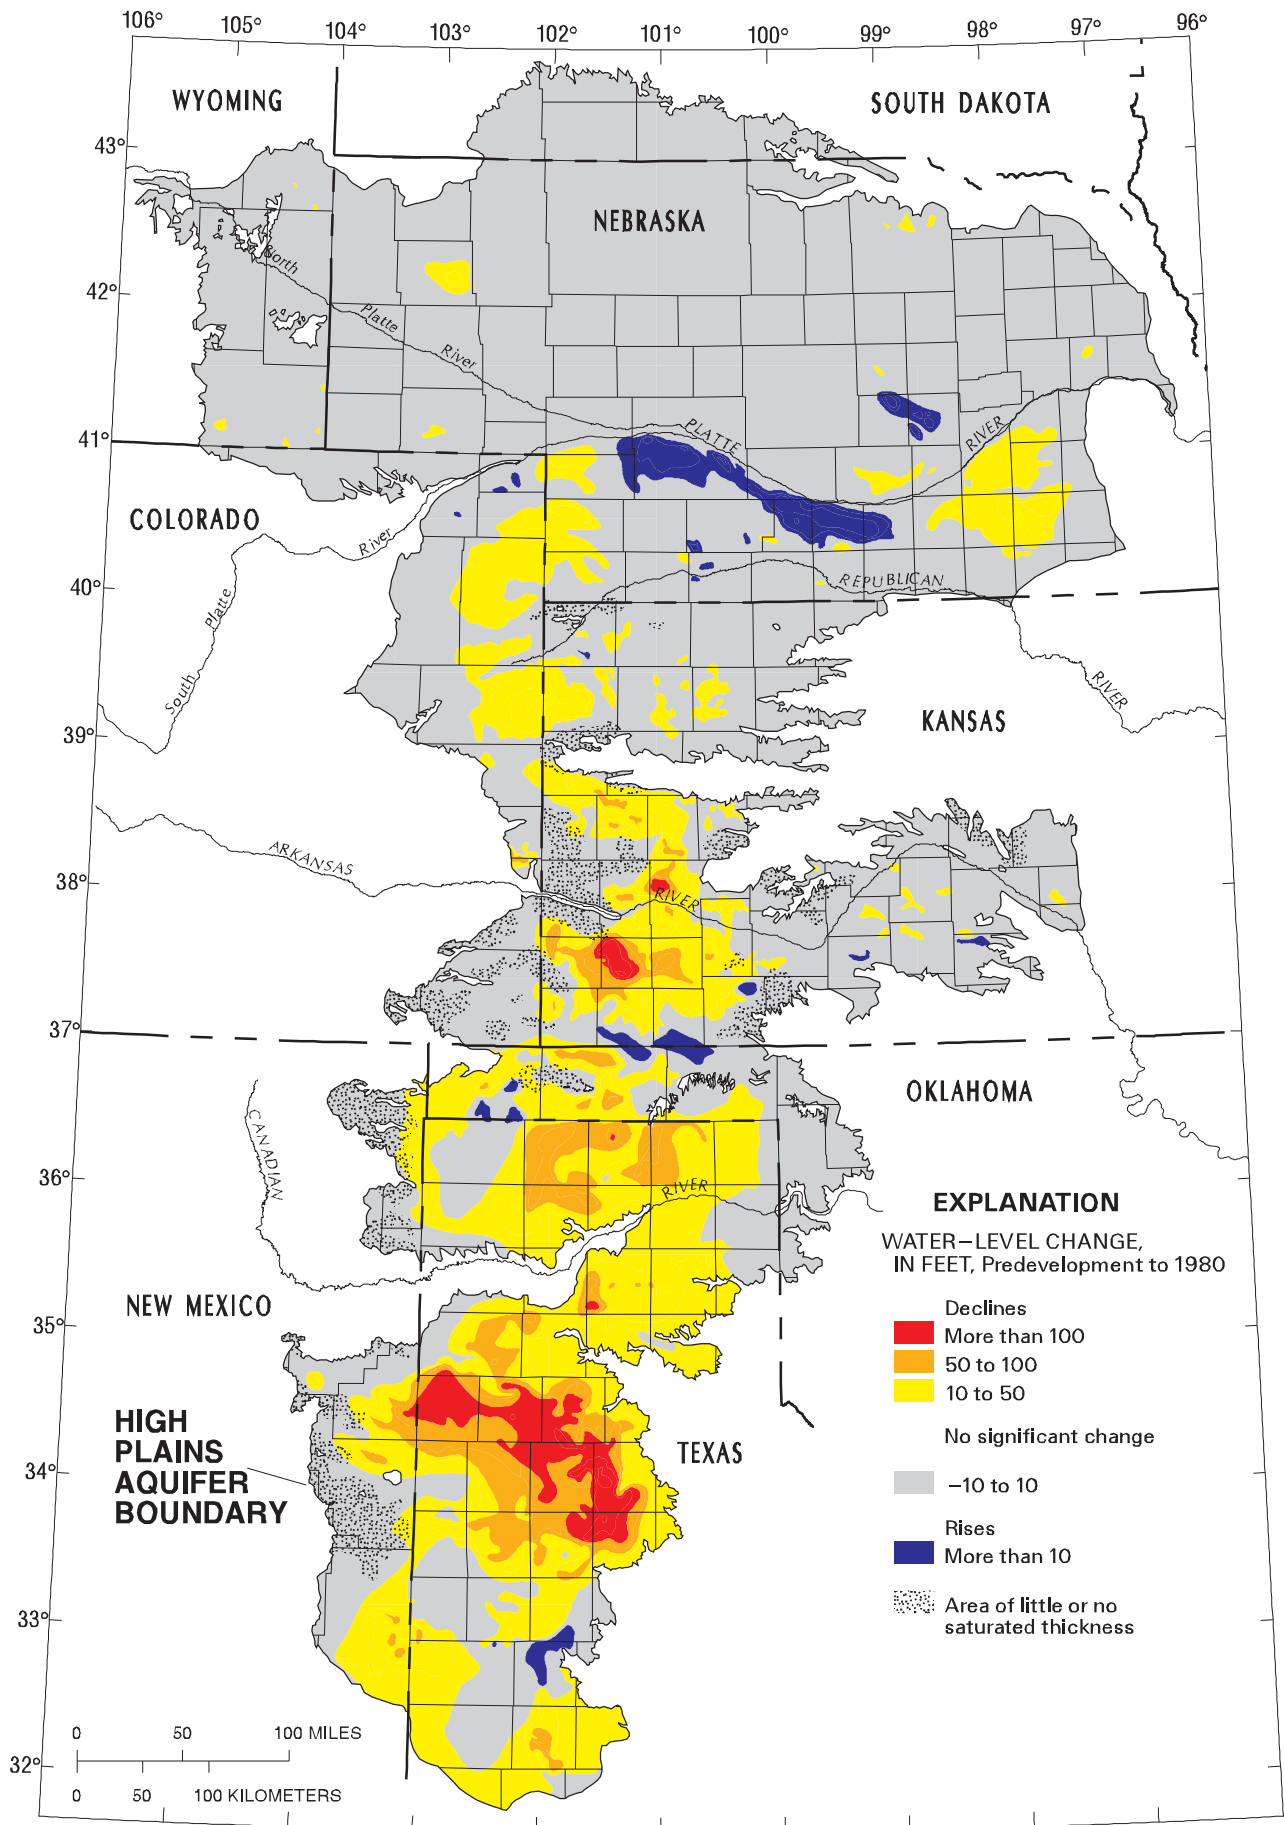 106° 105° 104° 103° 102° 101° 100° 99° 98° 97° 96°
WYOMING
SOUTH DAKOTA
43°
NEBRASKA
North
42°
Platte
River
PLATTE
RIVER
41°
COLORADO
River
40°
REPUBLICAN
Platte
South
RIVER
KANSAS
39°
ARKANSAS
38°
RIVER
37°
OKLAHOMA
CANADIAN
36°
RIVER
EXPLANATION
WATER–LEVEL CHANGE,
IN FEET, Predevelopment to 1980
NEW MEXICO
Declines
35°
More than 100
50 to 100
10 to 50
HIGH
PLAINS
AQUIFER
BOUNDARY
No significant change
TEXAS
34°
–10 to 10
Rises
More than 10
33°
Area of little or no
saturated thickness
0 50 100 MILES
32°
0 50 100 KILOMETERS